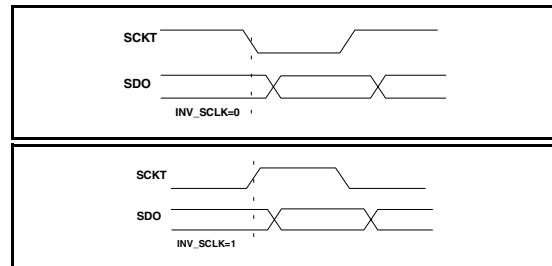 SCKT
SDO
INV_SCLK=0
SCKT
SDO
INV_SCLK=1